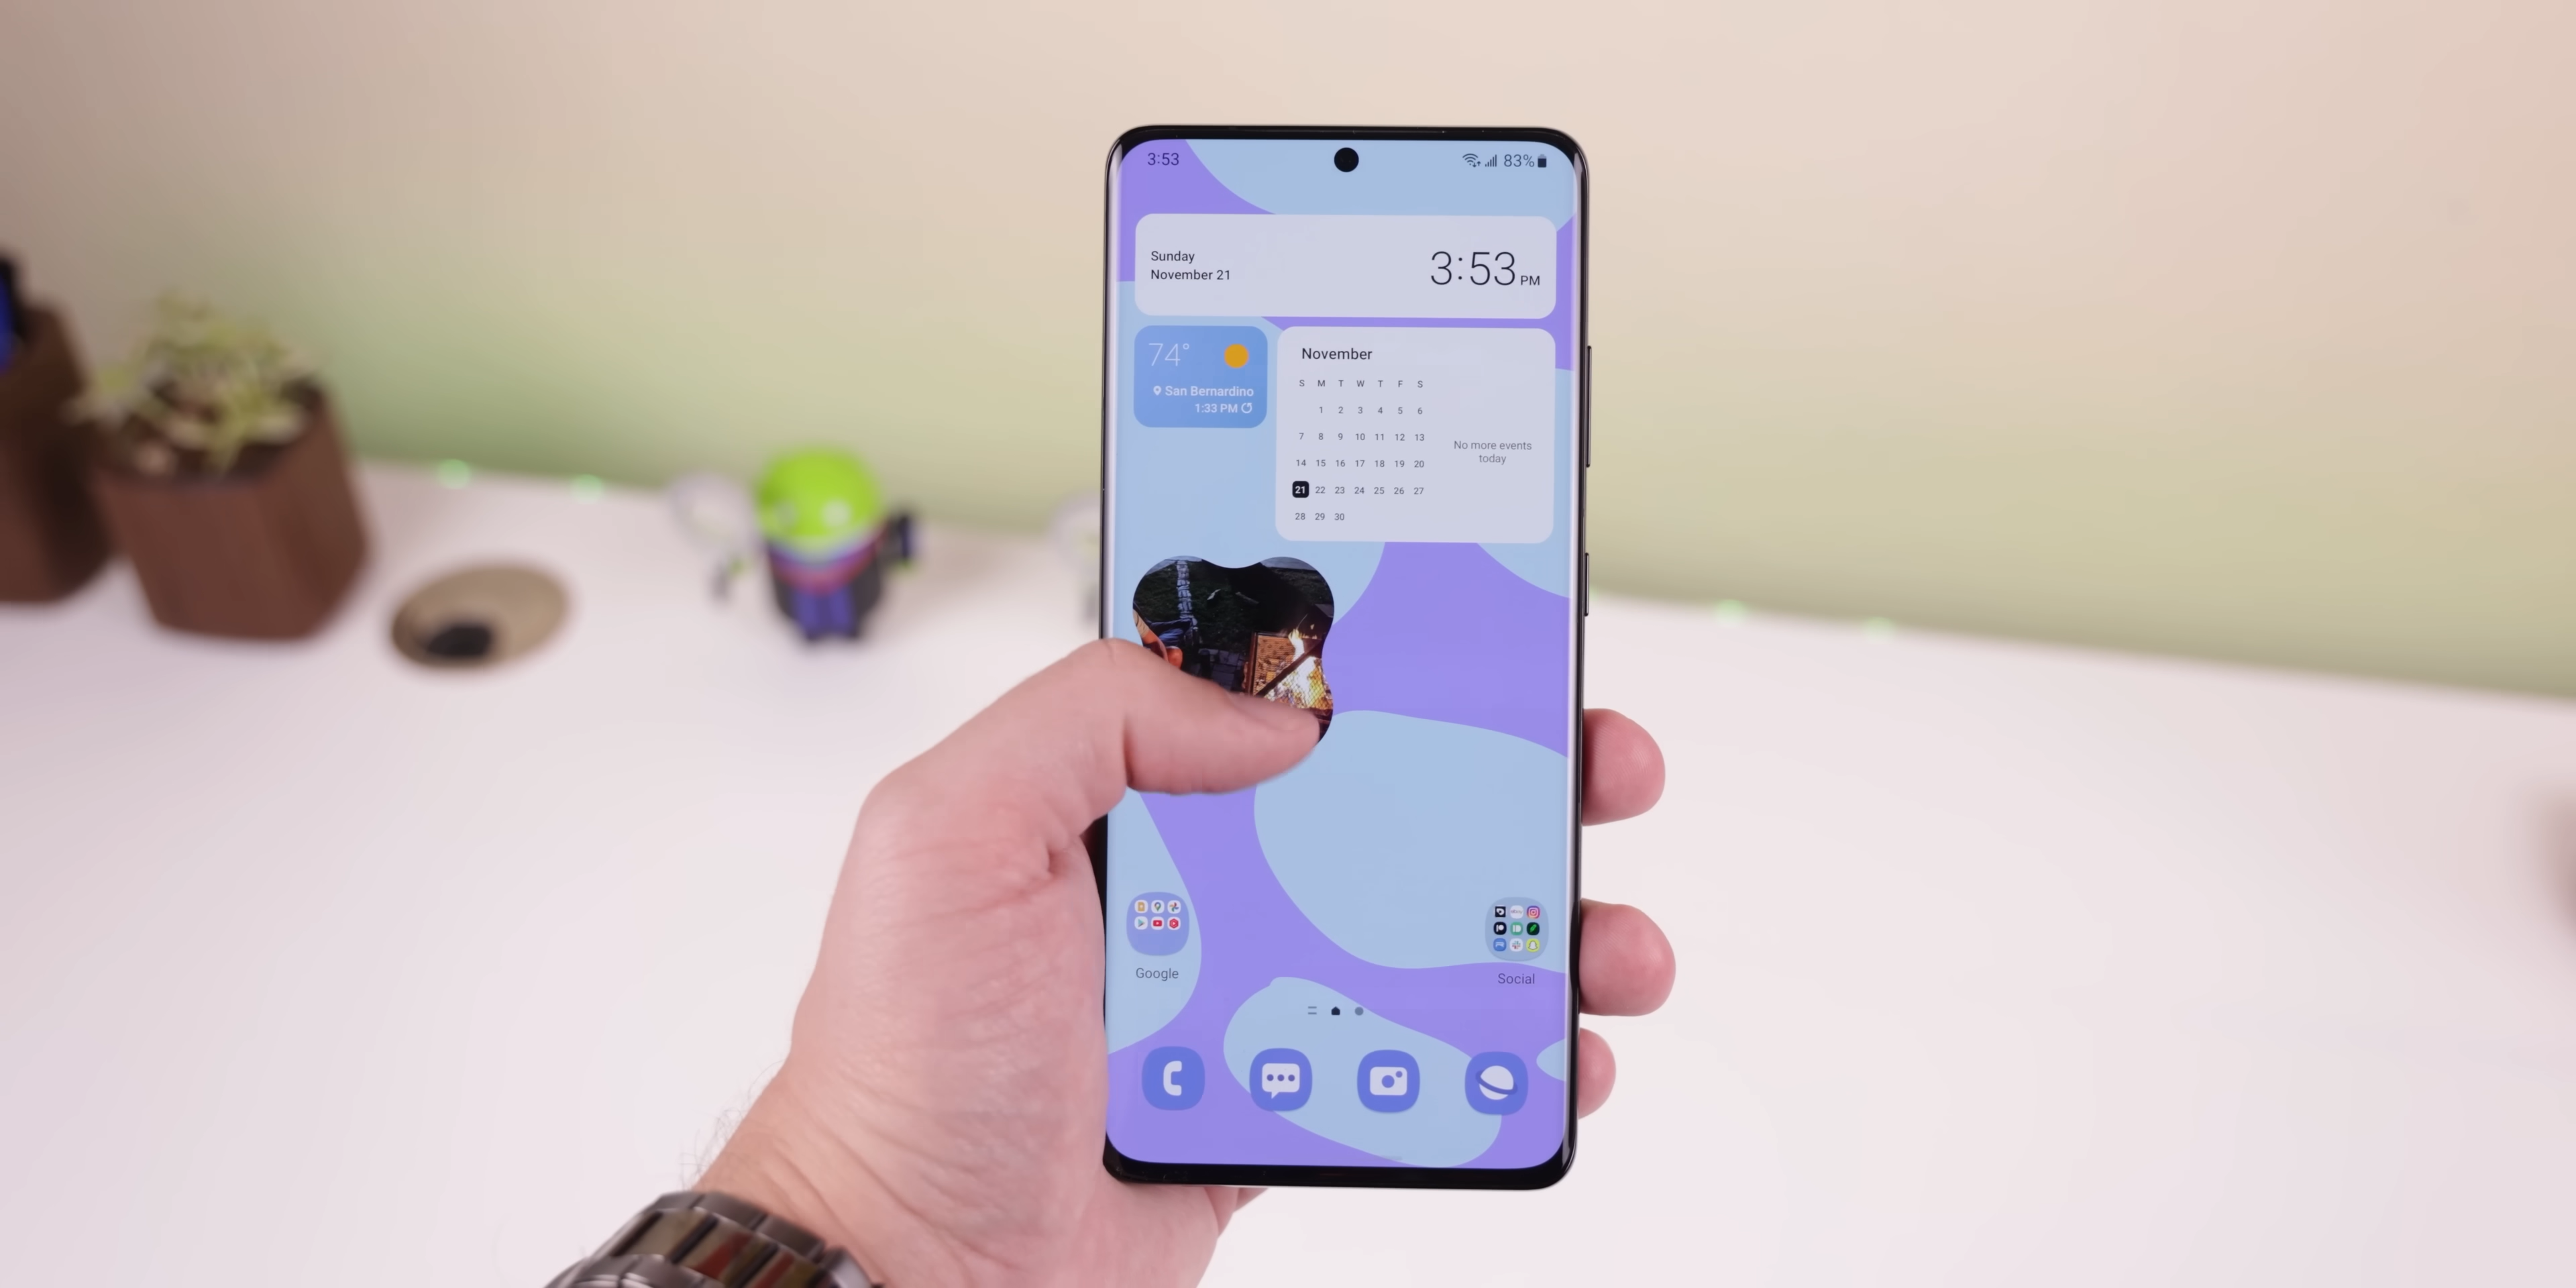 3:53
83%
Sunday
November 21
3:53 PM
74°
San Bernardino
1:33 PM
November
S M T W T F S
1 2 3 4 5 6
7 8 9 10 11 12 13
14 15 16 17 18 19 20
21 22 23 24 25 26 27
28 29 30
No more events
today
Google
Social